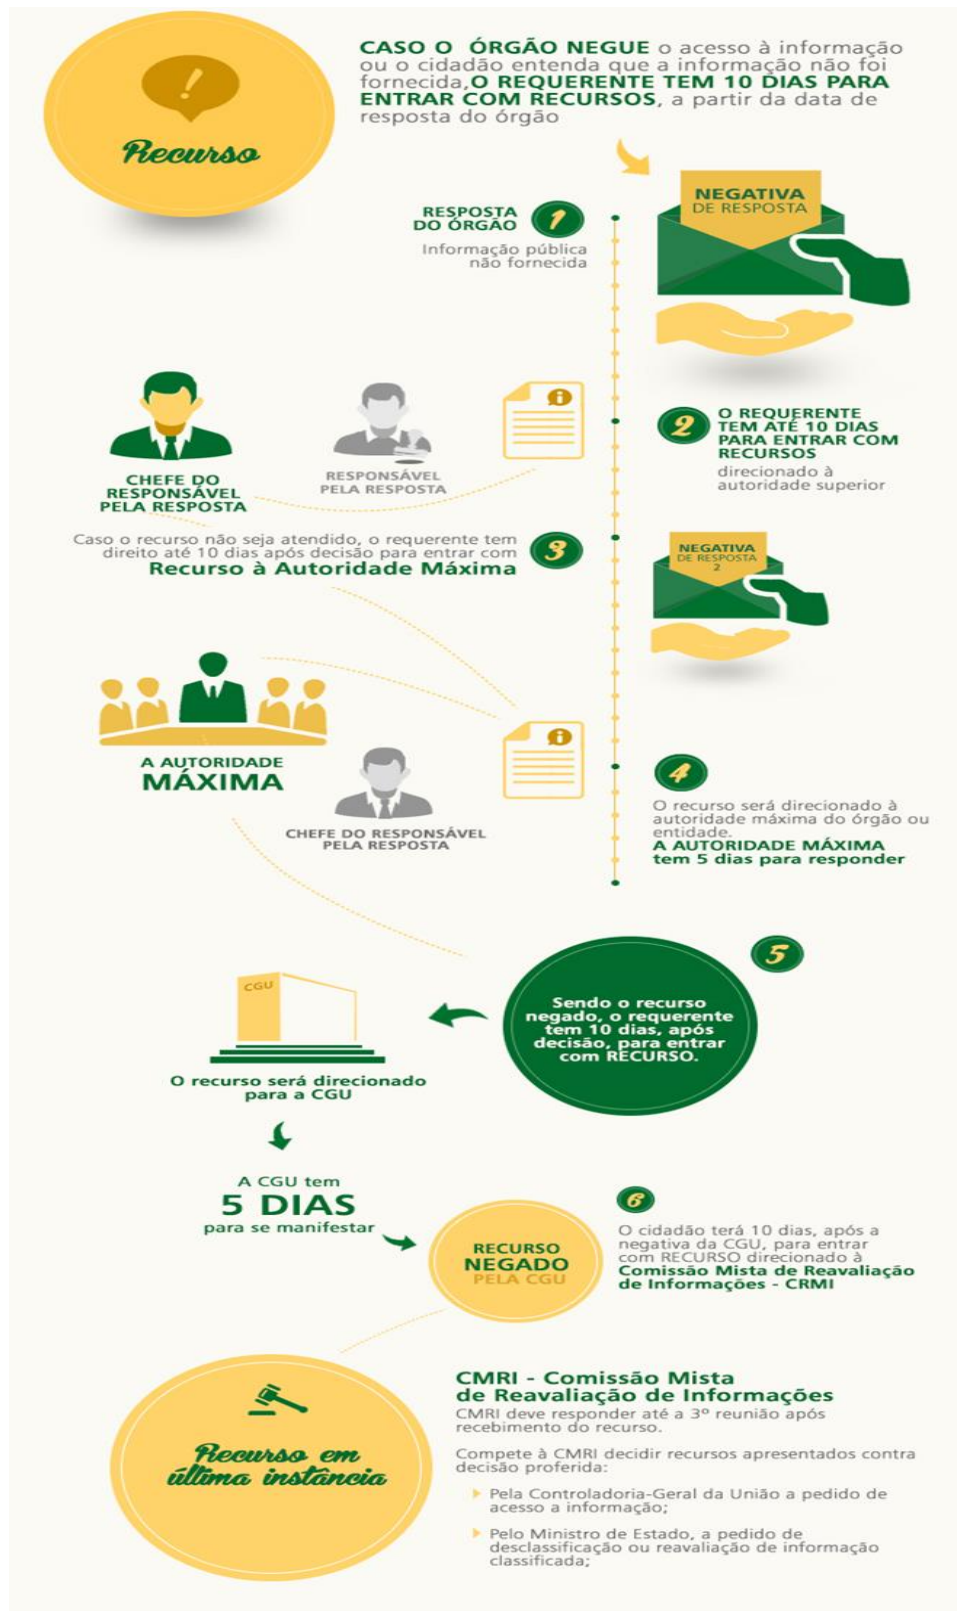 Recurso
CASO O ÓRGÃO NEGUE o acesso à informação
ou o cidadão entenda que a informação não foi
fornecida,O REQUERENTE TEM 10 DIAS PARA
ENTRAR COM RECURSOS, a partir da data de
resposta do órgão
NEGATIVA
DE RESPOSTA
RESPOSTA
DO ÓRGÃO
1
Informação pública
não fornecida
CHEFE DO
RESPONSÁVEL
PELA RESPOSTA
RESPONSÁVEL
PELA RESPOSTA
2
O REQUERENTE
TEM ATÉ 10 DIAS
PARA ENTRAR COM
RECURSOS
direcionado à
autoridade superior
Caso o recurso não seja atendido, o requerente tem
direito até 10 dias após decisão para entrar com
Recurso à Autoridade Máxima
3
NEGATIVA
DE RESPOSTA
2
A AUTORIDADE
MÁXIMA
CHEFE DO RESPONSÁVEL
PELA RESPOSTA
4
O recurso será direcionado à
autoridade máxima do órgão ou
entidade.
A AUTORIDADE MÁXIMA
tem 5 dias para responder
5
Sendo o recurso
negado, o requerente
tem 10 dias, após
decisão, para entrar
com RECURSO.
CGU
O recurso será direcionado
para a CGU
A CGU tem
5 DIAS
para se manifestar
RECURSO
NEGADO
PELA CGU
6
O cidadão terá 10 dias, após a
negativa da CGU, para entrar
com RECURSO direcionado à
Comissão Mista de Reavaliação
de Informações - CRMI
Recurso em
última instância
CMRI - Comissão Mista
de Reavaliação de Informações
CMRI deve responder até a 3º reunião após
recebimento do recurso.
Compete à CMRI decidir recursos apresentados contra
decisão proferida:
Pela Controladoria-Geral da União a pedido de
acesso a informação;
Pelo Ministro de Estado, a pedido de
desclassificação ou reavaliação de informação
classificada;